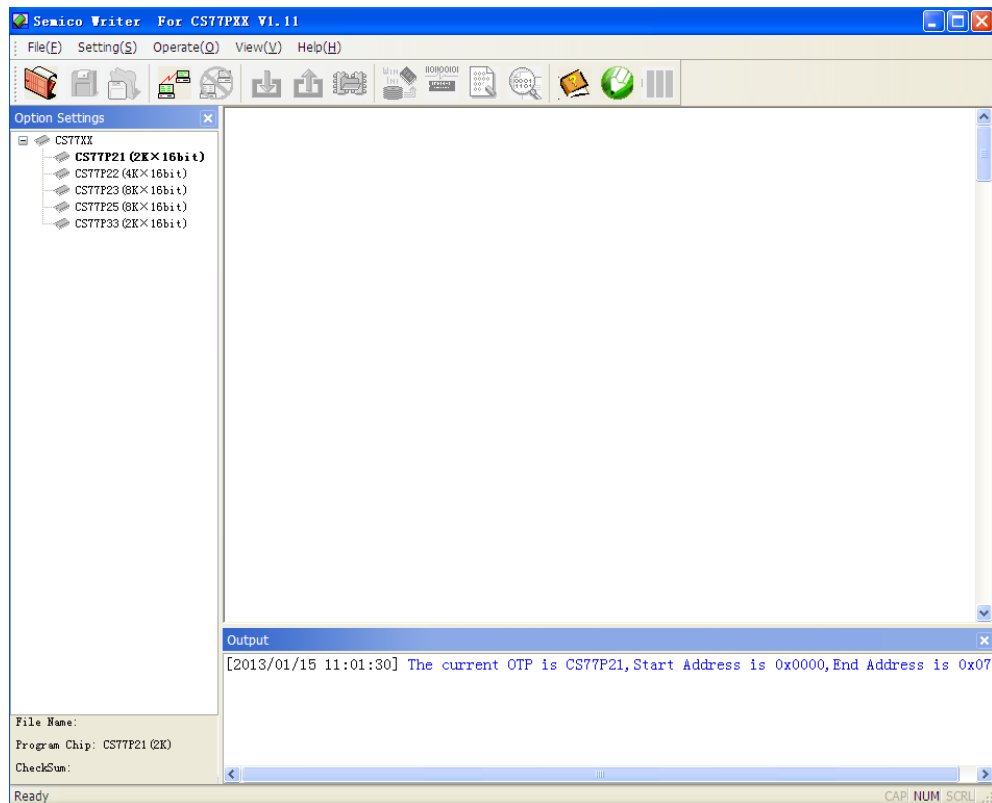 Semico Writer For CS77PXX V1.11
File(F) Setting(S) Operate(O) View(V) Help(H)
Option Settings
CS77XX
CS77P21(2K×16bit)
CS77P22(4K×16bit)
CS77P23(8K×16bit)
CS77P25(8K×16bit)
CS77P33(2K×16bit)
Output
[2013/01/15 11:01:30] The current OTP is CS77P21,Start Address is 0x0000,End Address is 0x07
File Name:
Program Chip: CS77P21(2K)
CheckSum:
Ready
CAP NUM SCRL